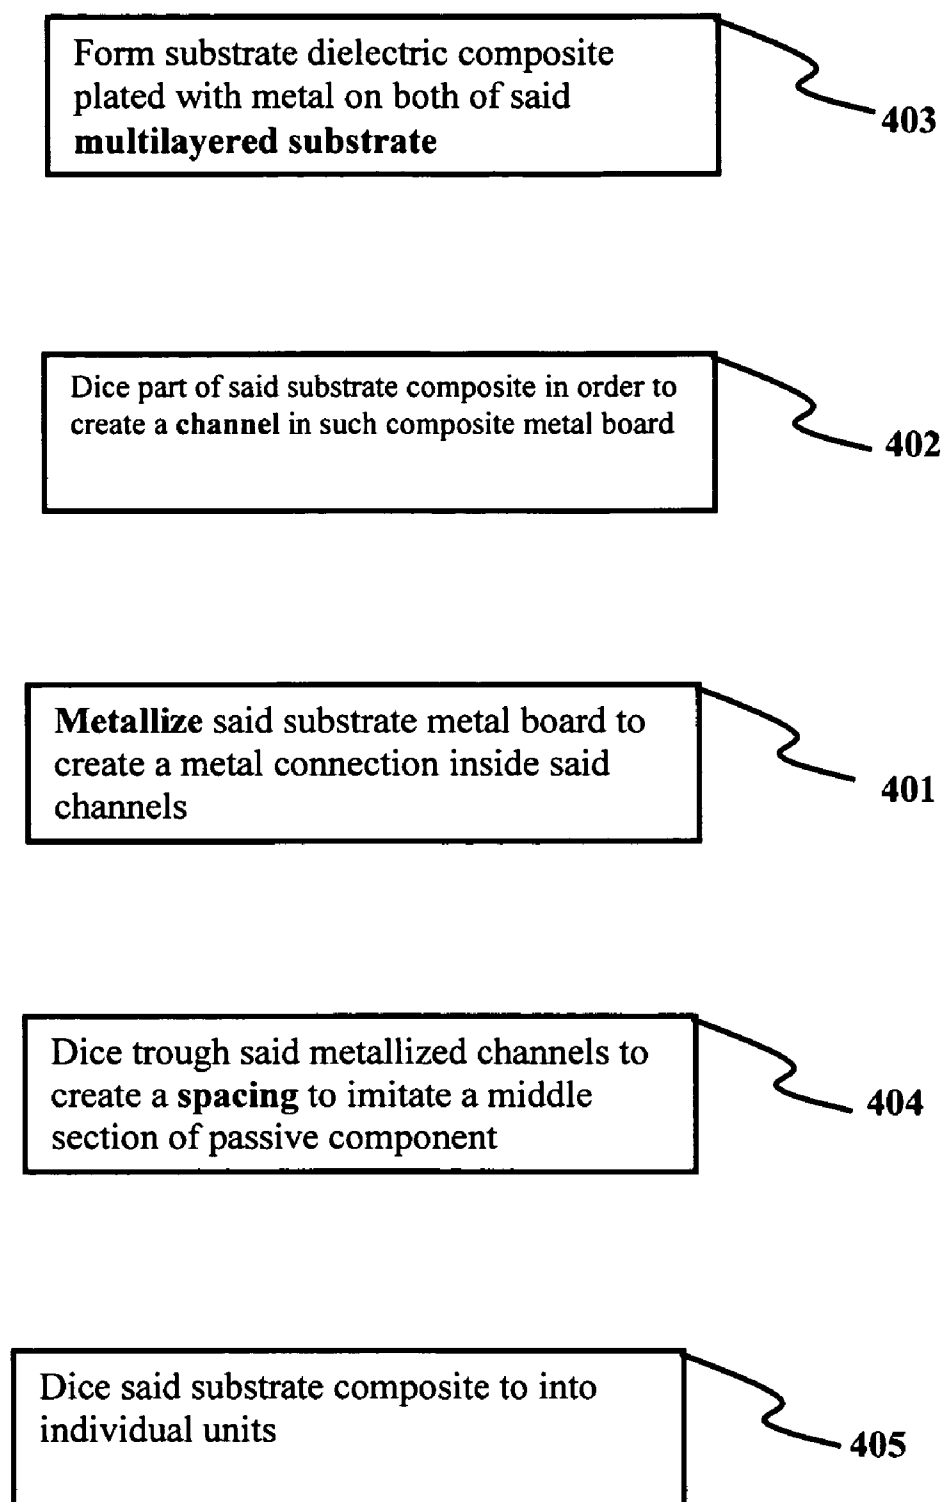 Form substrate dielectric composite
plated with metal on both of said
multilayered substrate
403
Dice part of said substrate composite in order to
create a channel in such composite metal board
402
Metallize said substrate metal board to
create a metal connection inside said
channels
401
Dice trough said metallized channels to
create a spacing to imitate a middle
section of passive component
404
Dice said substrate composite to into
individual units
405